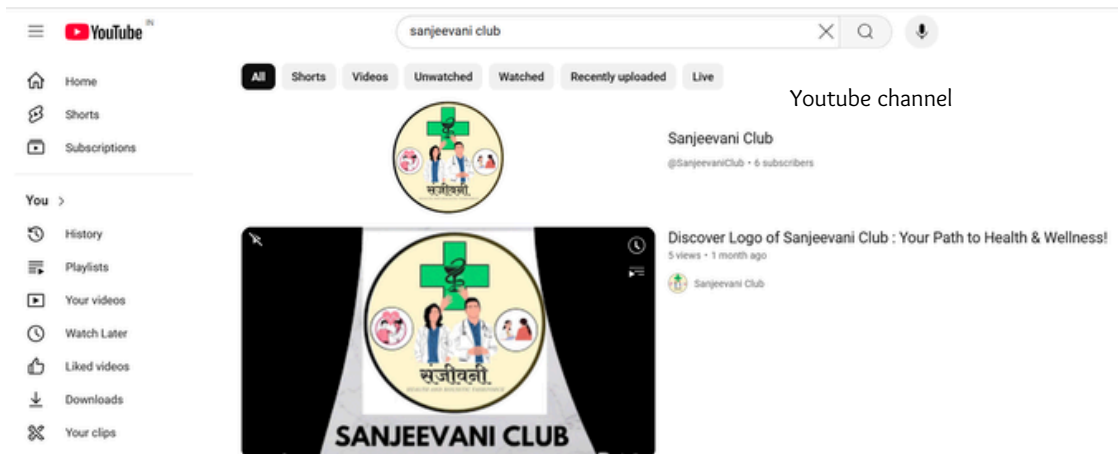 YouTube IN
sanjeevani club
Home
Shorts
Subscriptions
You
History
Playlists
Your videos
Watch Later
Liked videos
Downloads
Your clips
All Shorts Videos Unwatched Watched Recently uploaded Live
Youtube channel
संजीवनी
Sanjeevani Club
@SanjeevaniClub • 6 subscribers
संजीवनी
SANJEEVANI CLUB
Discover Logo of Sanjeevani Club : Your Path to Health & Wellness!
5 views • 1 month ago
Sanjeevani Club